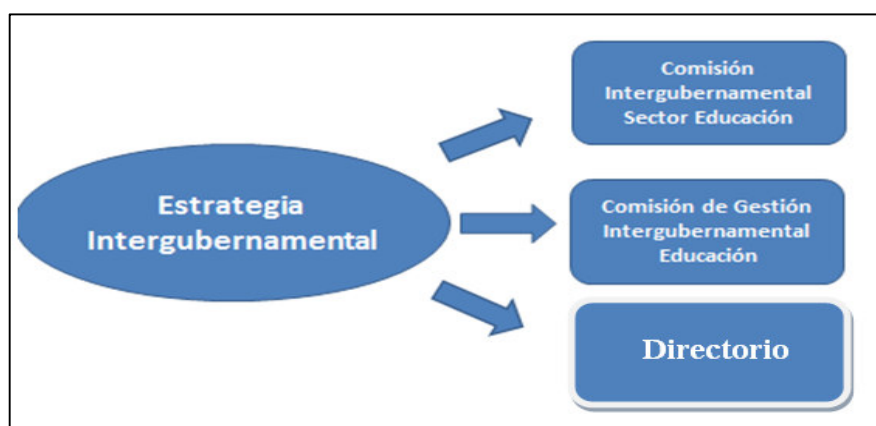 Estrategia
Intergubernamental
Comisión
Intergubernamental
Sector Educación
Comisión de Gestión
Intergubernamental
Educación
Directorio